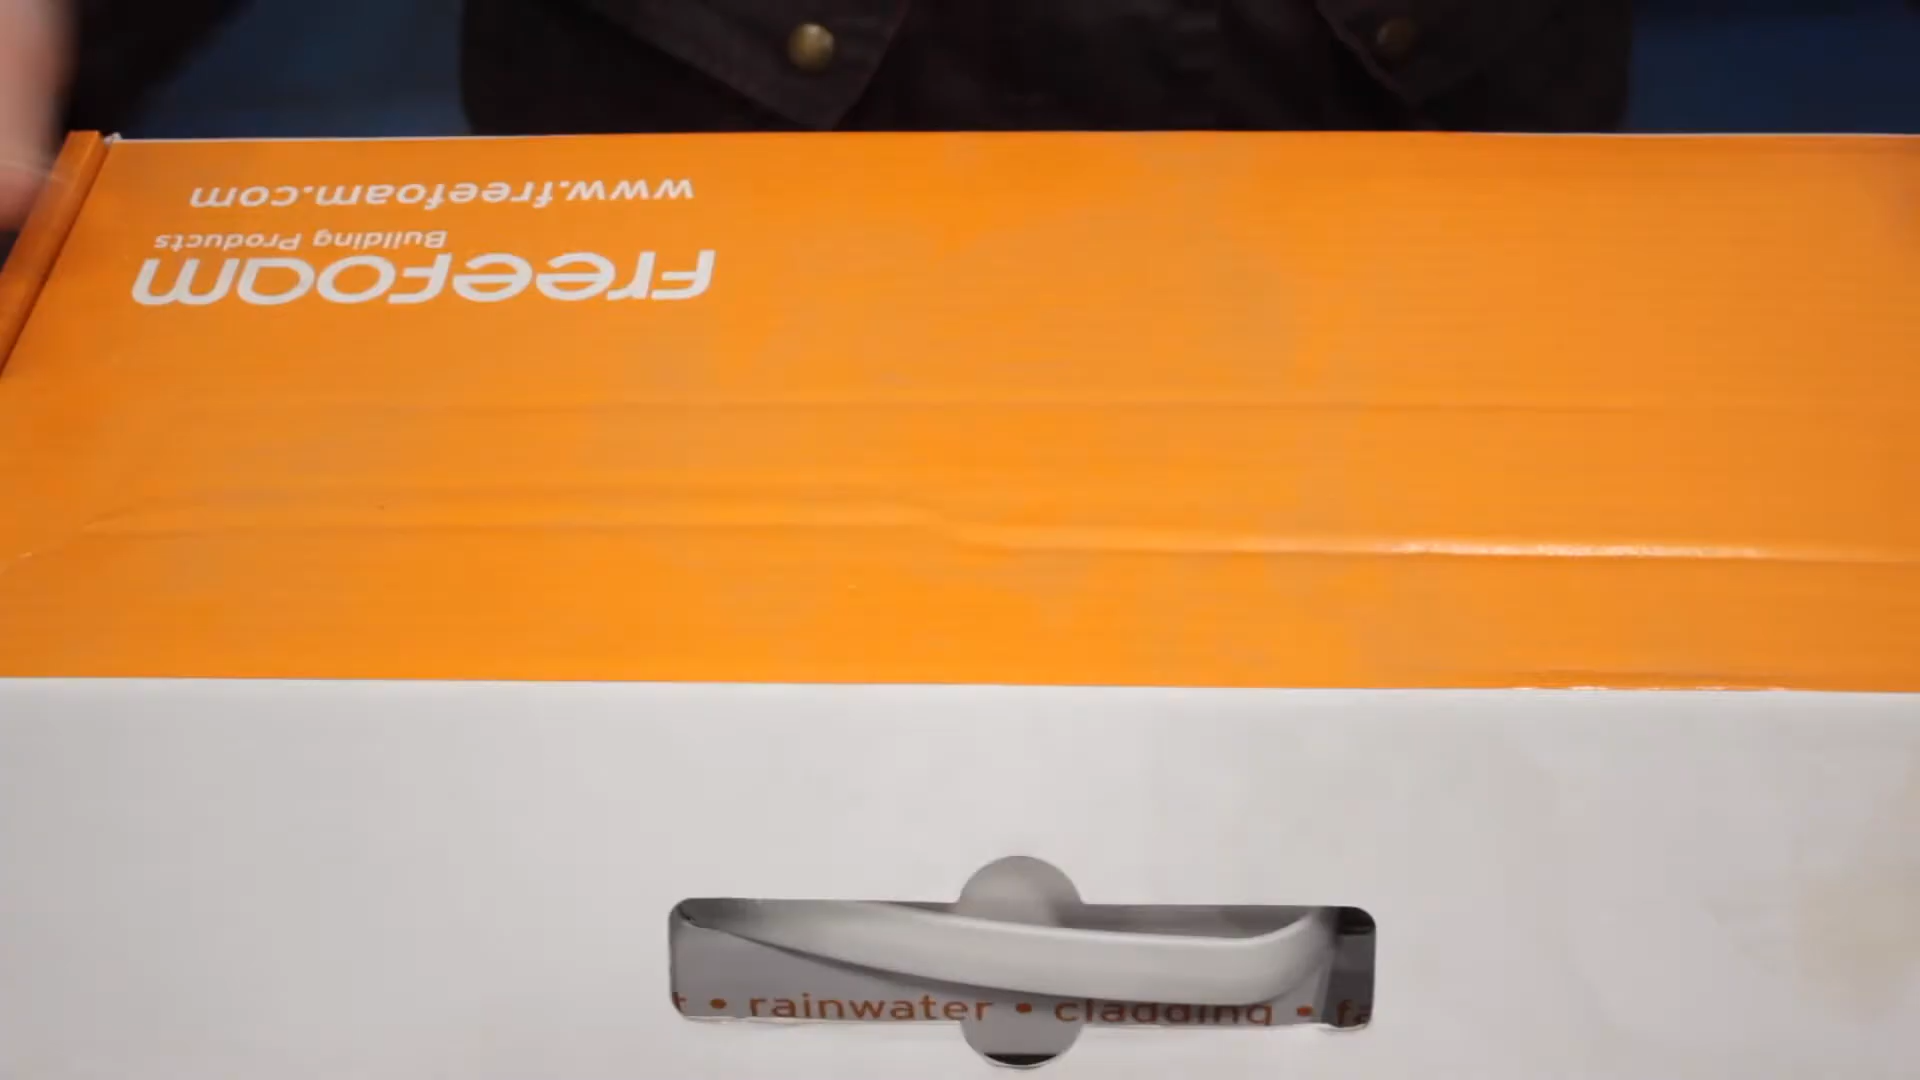 freefoam
Building Products
www.freefoam.com
• rainwater • cladding •